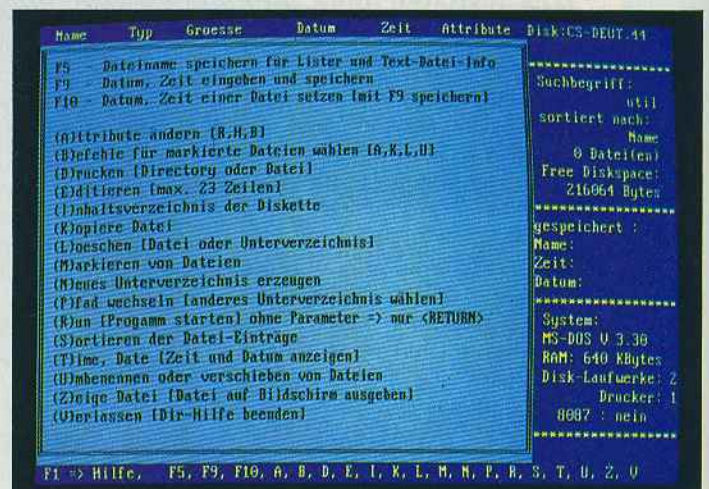 Name Typ Groesse Datum Zeit Attribute Disk:CS-DEUT.44
F5 - Dateiname speichern für Lister und Text-Datei-Info
F9 - Datum, Zeit eingeben und speichern
F10 - Datum, Zeit einer Datei setzen [mit F9 speichern]
(A)ttribute ändern [R,H,B]
(B)efehle für markierte Dateien wählen [A,K,L,U]
(D)rucken [Directory oder Datei]
(E)ditieren [max. 23 Zeilen]
(I)nhaltsverzeichnis der Diskette
(K)opiere Datei
(L)oeschen [Datei oder Unterverzeichnis]
(M)arkieren von Dateien
(N)eues Unterverzeichnis erzeugen
(P)fad wechseln [anderes Unterverzeichnis wählen]
(R)un [Progamm starten] ohne Parameter => nur <RETURN>
(S)ortieren der Datei-Einträge
(T)ime, Date [Zeit und Datum anzeigen]
(U)mbenennen oder verschieben von Dateien
(Z)eige Datei [Datei auf Bildschirm ausgeben]
(V)erlassen [Dir-Hilfe beenden]
*****************
Suchbegriff:
util
sortiert nach:
Name
0 Datei(en)
Free Diskspace:
216064 Bytes
*****************
gespeichert :
Name:
Zeit:
Datum:
*****************
System:
MS-DOS V 3.30
RAM: 640 KBytes
Disk-Laufwerke: 2
Drucker: 1
8087 : nein
*****************
F1 => Hilfe, F5, F9, F10, A, B, D, E, I, K, L, M, N, P, R, S, T, U, Z, V